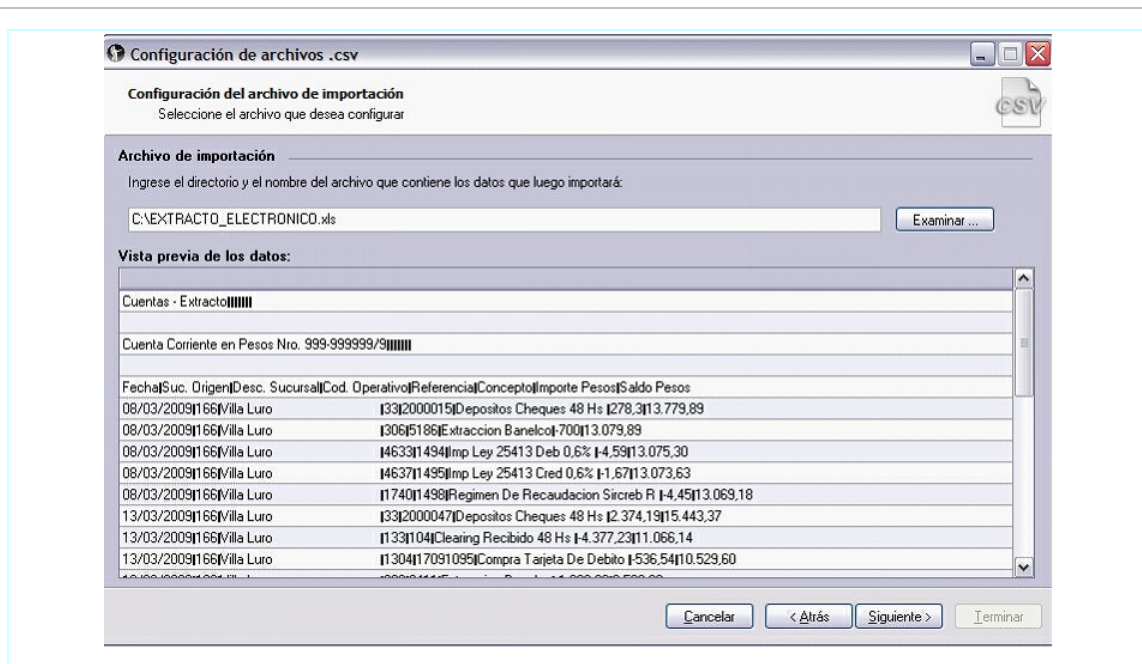 Configuración de archivos .csv
Configuración del archivo de importación
Seleccione el archivo que desea configurar
CSV
Archivo de importación
Ingrese el directorio y el nombre del archivo que contiene los datos que luego importará:
C:\EXTRACTO_ELECTRONICO.xls
Examinar ...
Vista previa de los datos:
Cuentas - Extracto|||||||
Cuenta Corriente en Pesos Nro. 999-999999/9|||||||
Fecha|Suc. Origen|Desc. Sucursal|Cod. Operativo|Referencia|Concepto|Importe Pesos|Saldo Pesos
08/03/2009|166|Villa Luro |33|2000015|Depositos Cheques 48 Hs |278,3|13.779,89
08/03/2009|166|Villa Luro |306|5186|Extraccion Banelco|-700|13.079,89
08/03/2009|166|Villa Luro |4633|1494|Imp Ley 25413 Deb 0,6% |-4,59|13.075,30
08/03/2009|166|Villa Luro |4637|1495|Imp Ley 25413 Cred 0,6% |-1,67|13.073,63
08/03/2009|166|Villa Luro |1740|1498|Regimen De Recaudacion Sircreb R |-4,45|13.069,18
13/03/2009|166|Villa Luro |33|2000047|Depositos Cheques 48 Hs |2.374,19|15.443,37
13/03/2009|166|Villa Luro |133|104|Clearing Recibido 48 Hs |-4.377,23|11.066,14
13/03/2009|166|Villa Luro |1304|17091095|Compra Tarjeta De Debito |-536,54|10.529,60
Cancelar
< Atrás
Siguiente >
Terminar